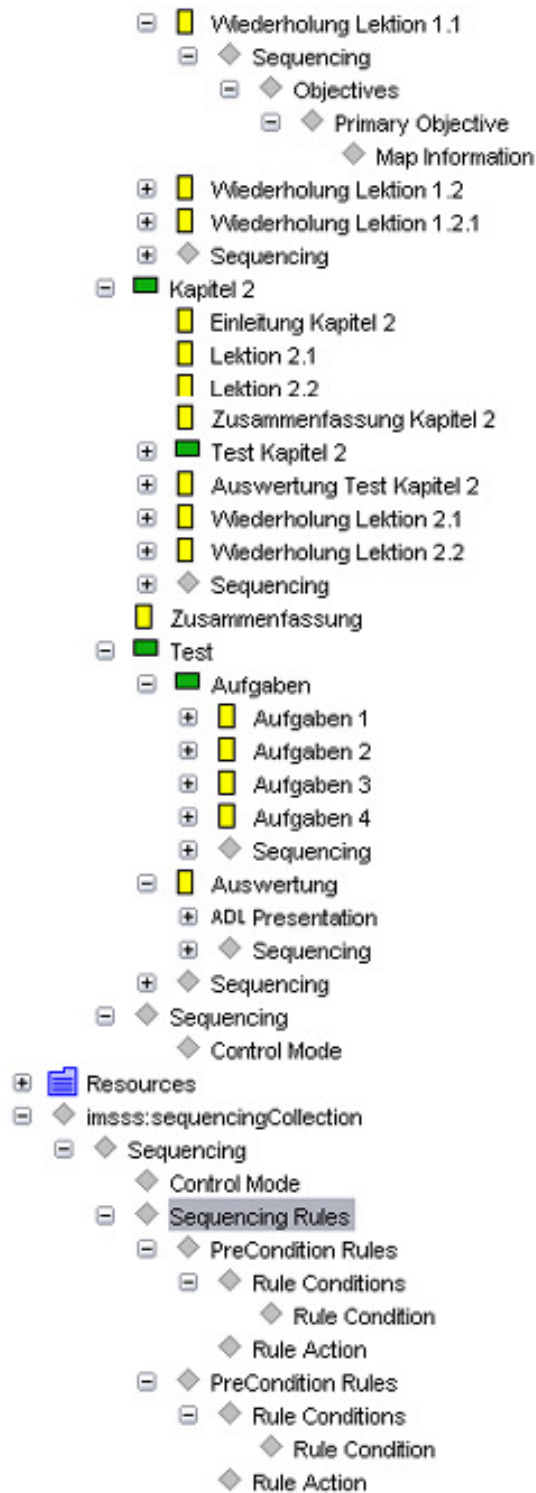 Wiederholung Lektion 1.1
Sequencing
Objectives
Primary Objective
Map Information
Wiederholung Lektion 1.2
Wiederholung Lektion 1.2.1
Sequencing
Kapitel 2
Einleitung Kapitel 2
Lektion 2.1
Lektion 2.2
Zusammenfassung Kapitel 2
Test Kapitel 2
Auswertung Test Kapitel 2
Wiederholung Lektion 2.1
Wiederholung Lektion 2.2
Sequencing
Zusammenfassung
Test
Aufgaben
Aufgaben 1
Aufgaben 2
Aufgaben 3
Aufgaben 4
Sequencing
Auswertung
ADL Presentation
Sequencing
Sequencing
Sequencing
Control Mode
Resources
imsss:sequencingCollection
Sequencing
Control Mode
Sequencing Rules
PreCondition Rules
Rule Conditions
Rule Condition
Rule Action
PreCondition Rules
Rule Conditions
Rule Condition
Rule Action